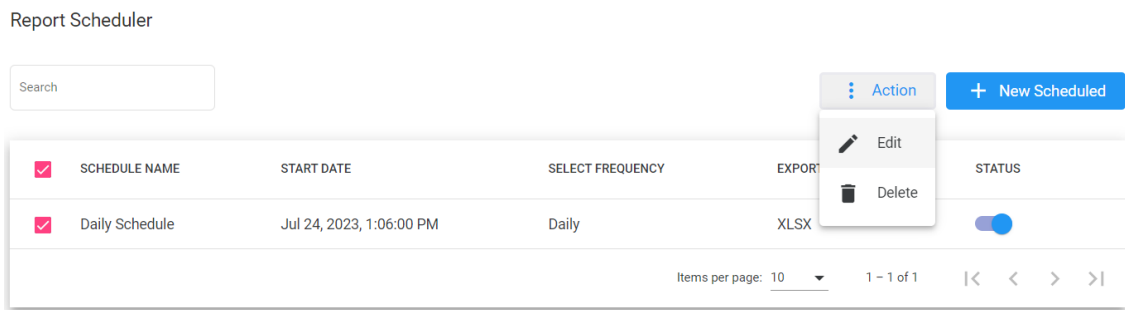 Report Scheduler
Search
Action
+ New Scheduled
Edit
Delete
SCHEDULE NAME START DATE SELECT FREQUENCY EXPORT STATUS
Daily Schedule Jul 24, 2023, 1:06:00 PM Daily XLSX
Items per page: 10 1 – 1 of 1